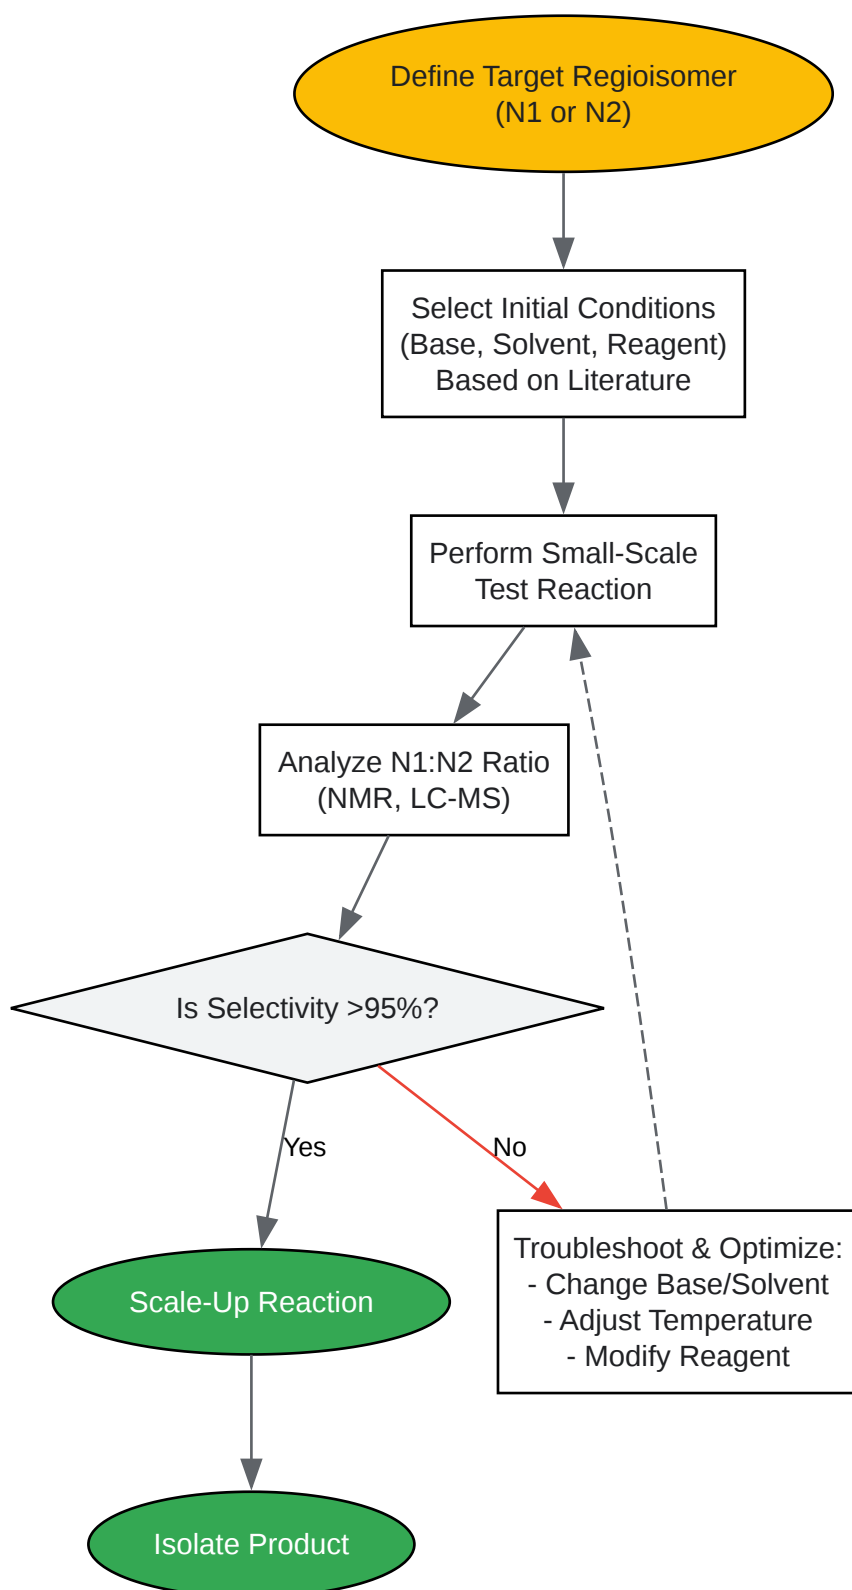 Define Target Regioisomer
(N1 or N2)
Select Initial Conditions
(Base, Solvent, Reagent)
Based on Literature
Perform Small-Scale
Test Reaction
Analyze N1:N2 Ratio
(NMR, LC-MS)
Is Selectivity >95%?
Yes
No
Troubleshoot & Optimize:
- Change Base/Solvent
- Adjust Temperature
- Modify Reagent
Scale-Up Reaction
Isolate Product